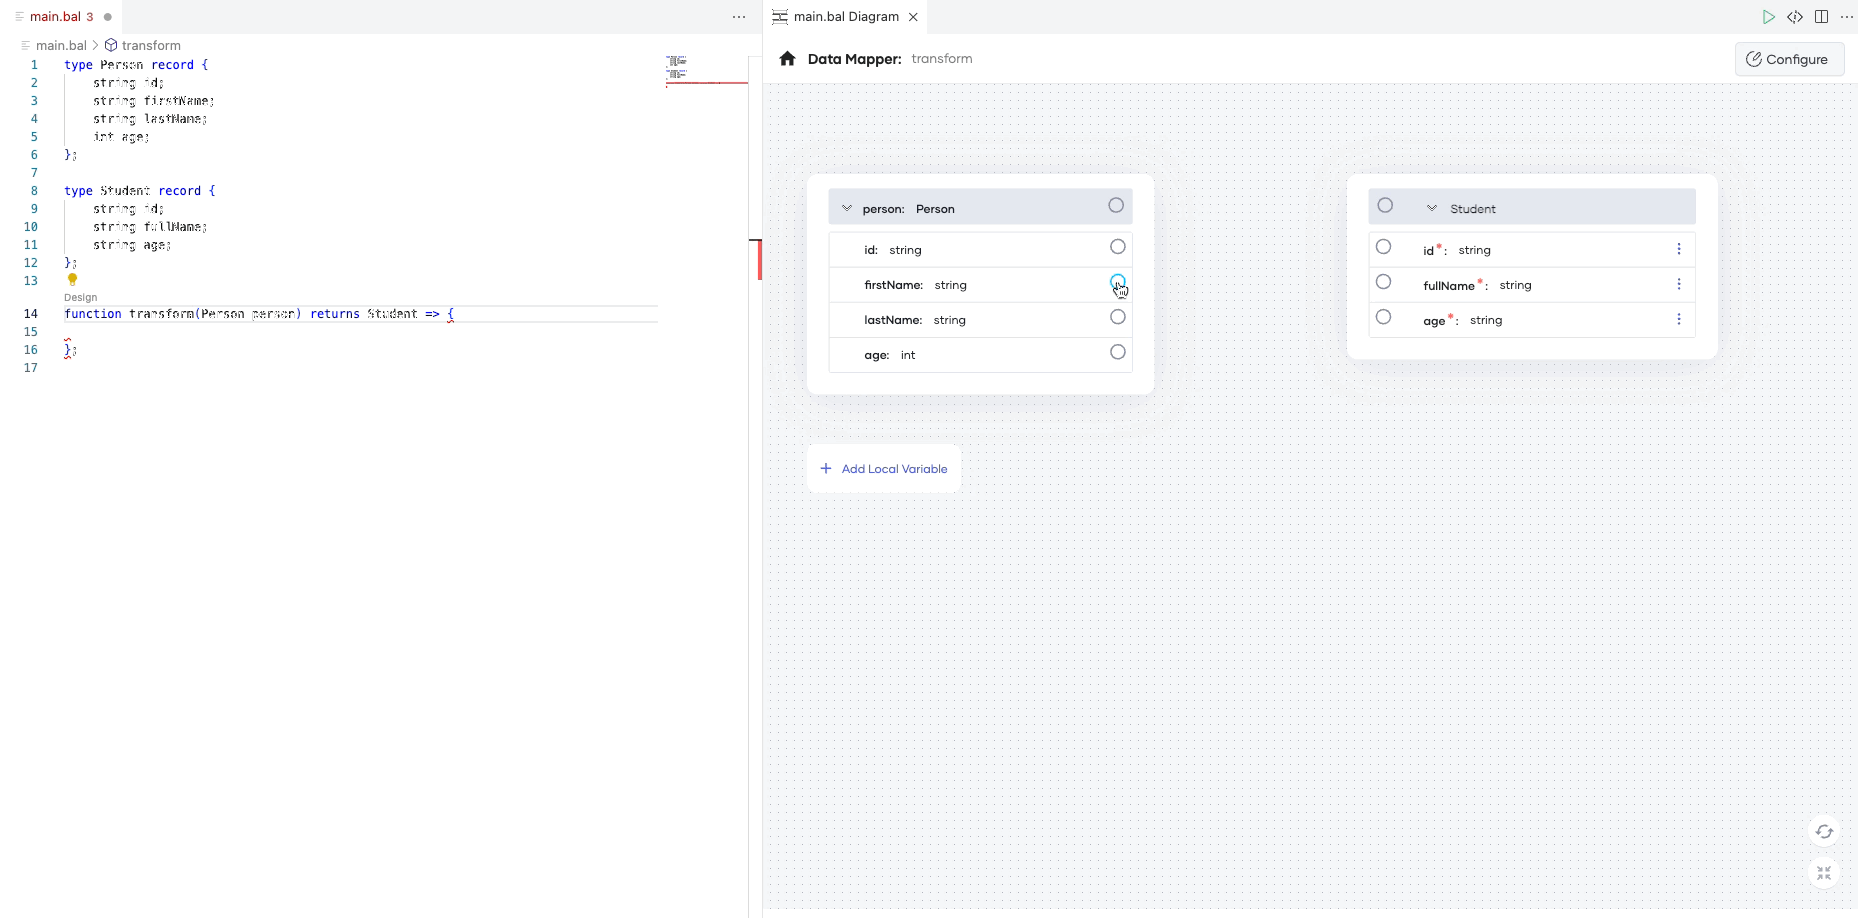 main.bal 3
main.bal transform
1 type Person record {
2 string id;
3 string firstName;
4 string lastName;
5 int age;
6 };
7
8 type Student record {
9 string id;
10 string fullName;
11 string age;
12 };
13
Design
14 function transform(Person person) returns Student => {
15
16 };
17
main.bal Diagram
Data Mapper: transform
Configure
person: Person
id: string
firstName: string
lastName: string
age: int
Add Local Variable
Student
id*: string
fullName*: string
age*: string